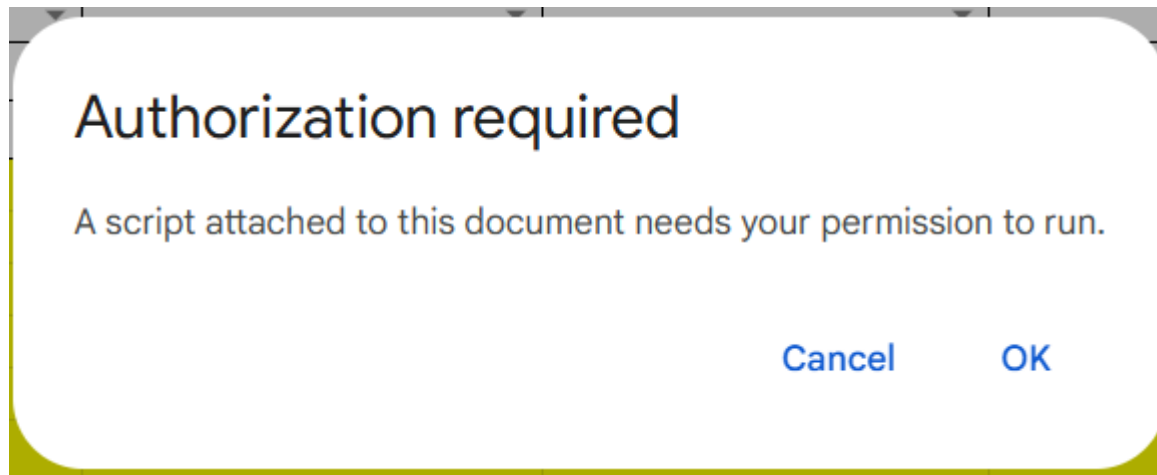 Authorization required
A script attached to this document needs your permission to run.
Cancel OK